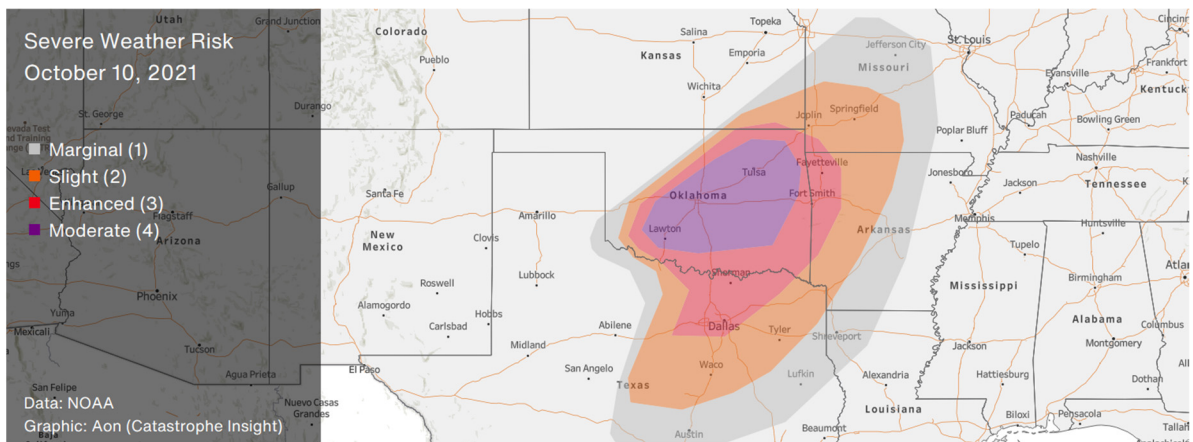 Severe Weather Risk
October 10, 2021
Marginal (1)
Slight (2)
Enhanced (3)
Moderate (4)
Data: NOAA
Graphic: Aon (Catastrophe Insight)
Utah
Grand Junction
Colorado
Pueblo
Salina
Topeka
Kansas
Emporia
Wichita
Jefferson City
Missouri
St. Louis
Cincin
Evansville
Frankfort
Kentuck
St. George
Durango
Joplin
Springfield
Poplar Bluff
Paducah
Bowling Green
Nashville
Tennessee
Jonesboro
Jackson
Fayetteville
Tulsa
Oklahoma
Fort Smith
Gallup
Santa Fe
Flagstaff
Arizona
New
Mexico
Amarillo
Clovis
Lawton
Arkansas
Memphis
Huntsville
Tupelo
Atla
Birmingham
Lubbock
Roswell
Sherman
Mississippi
Alabama
Phoenix
Yuma
Mexicali
Alamogordo
Hobbs
Carlsbad
Abilene
Dallas
Tyler
Shreveport
Columbus
Montgomery
Jackson
Tucson
Midland
El Paso
San Angelo
Waco
Texas
Lufkin
Alexandria
Hattiesburg
Dothan
Agua Prieta
San Felipe
Nuevo Casas
Grandes
Baja
Louisiana
Biloxi
Pensacola
Austin
Beaumont